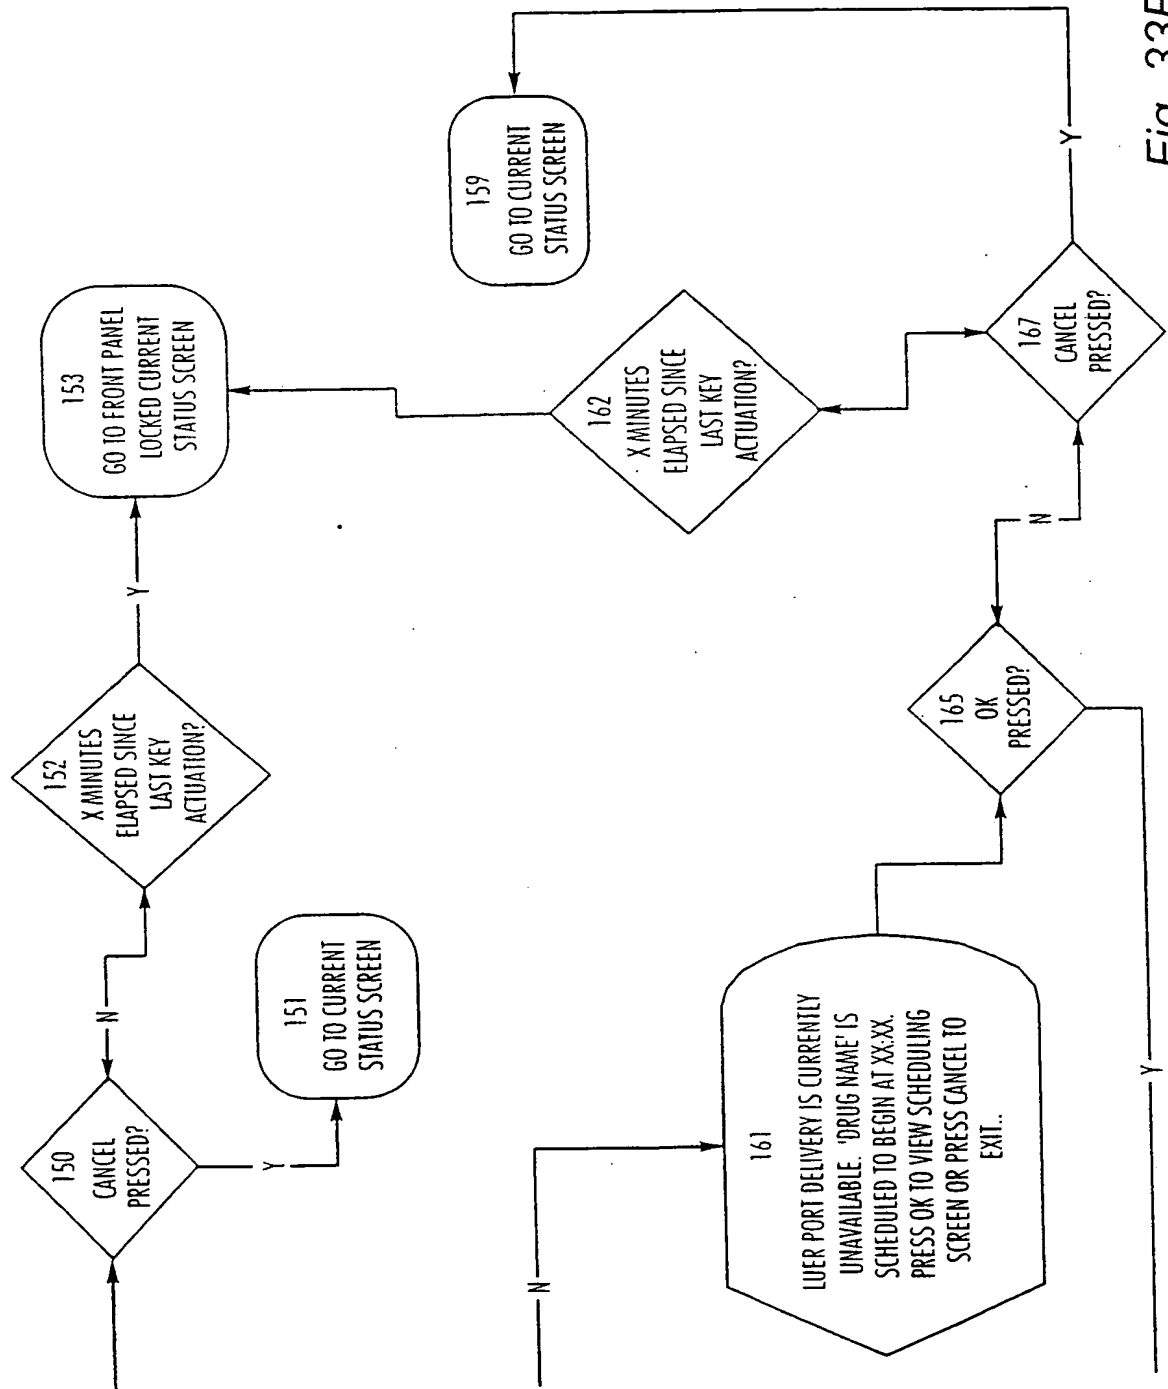 150
CANCEL
PRESSED?
N
Y
151
GO TO CURRENT
STATUS SCREEN
152
X MINUTES
ELAPSED SINCE
LAST KEY
ACTUATION?
Y
153
GO TO FRONT PANEL
LOCKED CURRENT
STATUS SCREEN
N
161
LUER PORT DELIVERY IS CURRENTLY
UNAVAILABLE. 'DRUG NAME' IS
SCHEDULED TO BEGIN AT XX:XX.
PRESS OK TO VIEW SCHEDULING
SCREEN OR PRESS CANCEL TO
EXIT..
165
OK
PRESSED?
Y
N
162
X MINUTES
ELAPSED SINCE
LAST KEY
ACTUATION?
167
CANCEL
PRESSED?
Y
159
GO TO CURRENT
STATUS SCREEN
Fig.